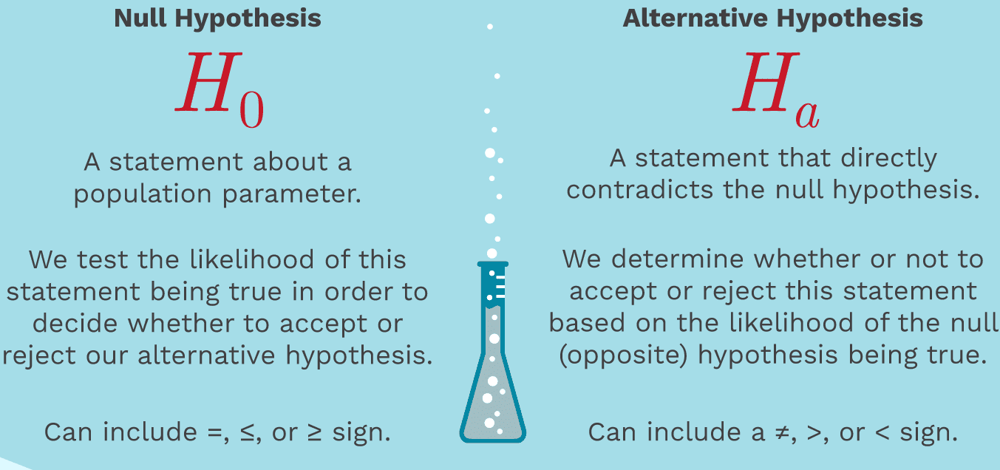 Null Hypothesis
H0
A statement about a
population parameter.
We test the likelihood of this
statement being true in order to
decide whether to accept or
reject our alternative hypothesis.
Can include =, ≤, or ≥ sign.
Alternative Hypothesis
Ha
A statement that directly
contradicts the null hypothesis.
We determine whether or not to
accept or reject this statement
based on the likelihood of the null
(opposite) hypothesis being true.
Can include a ≠, >, or < sign.